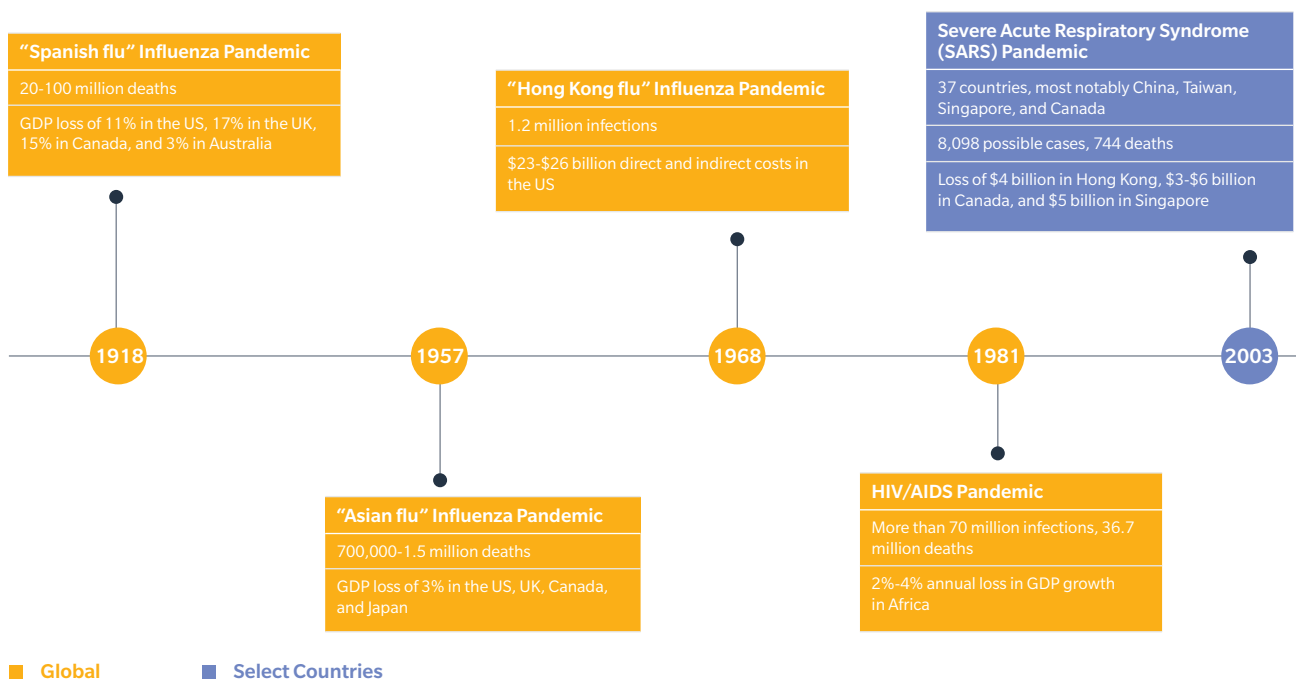 “Spanish flu“ Influenza Pandemic
20-100 million deaths
GDP loss of 11% in the US, 17% in the UK,
15% in Canada, and 3% in Australia
“Hong Kong flu“ Influenza Pandemic
1.2 million infections
$23-$26 billion direct and indirect costs in
the US
Severe Acute Respiratory Syndrome
(SARS) Pandemic
37 countries, most notably China, Taiwan,
Singapore, and Canada
8,098 possible cases, 744 deaths
Loss of $4 billion in Hong Kong, $3-$6 billion
in Canada, and $5 billion in Singapore
1918
1957
1968
1981
2003
“Asian flu“ Influenza Pandemic
700,000-1.5 million deaths
GDP loss of 3% in the US, UK, Canada,
and Japan
HIV/AIDS Pandemic
More than 70 million infections, 36.7
million deaths
2%-4% annual loss in GDP growth
in Africa
Global
Select Countries